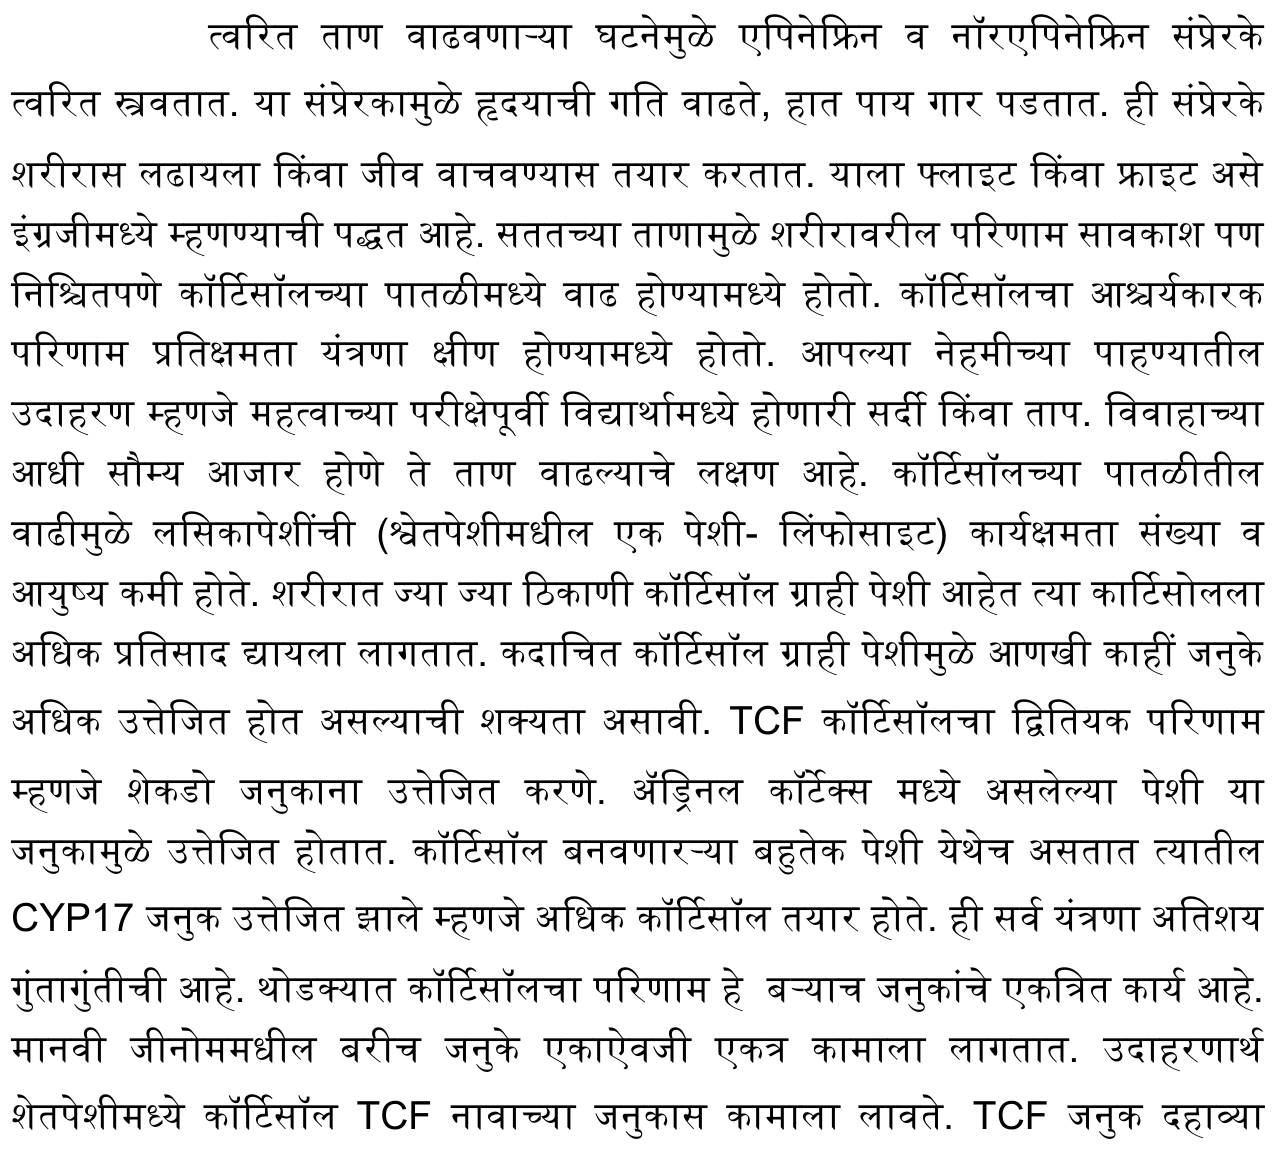 त्वरित ताण वाढवणाऱ्या घटनेमुळे एपिनेफ्रिन व नॉरएपिनेफ्रिन संप्रेरके
त्वरित स्त्रवतात. या संप्रेरकामुळे हृदयाची गति वाढते, हात पाय गार पडतात. ही संप्रेरके
शरीरास लढायला किंवा जीव वाचवण्यास तयार करतात. याला फ्लाइट किंवा फ्राइट असे
इंग्रजीमध्ये म्हणण्याची पद्धत आहे. सततच्या ताणामुळे शरीरावरील परिणाम सावकाश पण
निश्चितपणे कॉर्टिसॉलच्या पातळीमध्ये वाढ होण्यामध्ये होतो. कॉर्टिसॉलचा आश्चर्यकारक
परिणाम प्रतिक्षमता यंत्रणा क्षीण होण्यामध्ये होतो. आपल्या नेहमीच्या पाहण्यातील
उदाहरण म्हणजे महत्वाच्या परीक्षेपूर्वी विद्यार्थामध्ये होणारी सर्दी किंवा ताप. विवाहाच्या
आधी सौम्य आजार होणे ते ताण वाढल्याचे लक्षण आहे. कॉर्टिसॉलच्या पातळीतील
वाढीमुळे लसिकापेशींची (श्वेतपेशीमधील एक पेशी- लिंफोसाइट) कार्यक्षमता संख्या व
आयुष्य कमी होते. शरीरात ज्या ज्या ठिकाणी कॉर्टिसॉल ग्राही पेशी आहेत त्या कार्टिसोलला
अधिक प्रतिसाद द्यायला लागतात. कदाचित कॉर्टिसॉल ग्राही पेशीमुळे आणखी काहीं जनुके
अधिक उत्तेजित होत असल्याची शक्यता असावी. TCF कॉर्टिसॉलचा द्वितियक परिणाम
म्हणजे शेकडो जनुकाना उत्तेजित करणे. ॲड्रिनल कॉर्टेक्स मध्ये असलेल्या पेशी या
जनुकामुळे उत्तेजित होतात. कॉर्टिसॉल बनवणारऱ्या बहुतेक पेशी येथेच असतात त्यातील
CYP17 जनुक उत्तेजित झाले म्हणजे अधिक कॉर्टिसॉल तयार होते. ही सर्व यंत्रणा अतिशय
गुंतागुंतीची आहे. थोडक्यात कॉर्टिसॉलचा परिणाम हे बऱ्याच जनुकांचे एकत्रित कार्य आहे.
मानवी जीनोममधील बरीच जनुके एकाऐवजी एकत्र कामाला लागतात. उदाहरणार्थ
शेतपेशीमध्ये कॉर्टिसॉल TCF नावाच्या जनुकास कामाला लावते. TCF जनुक दहाव्या